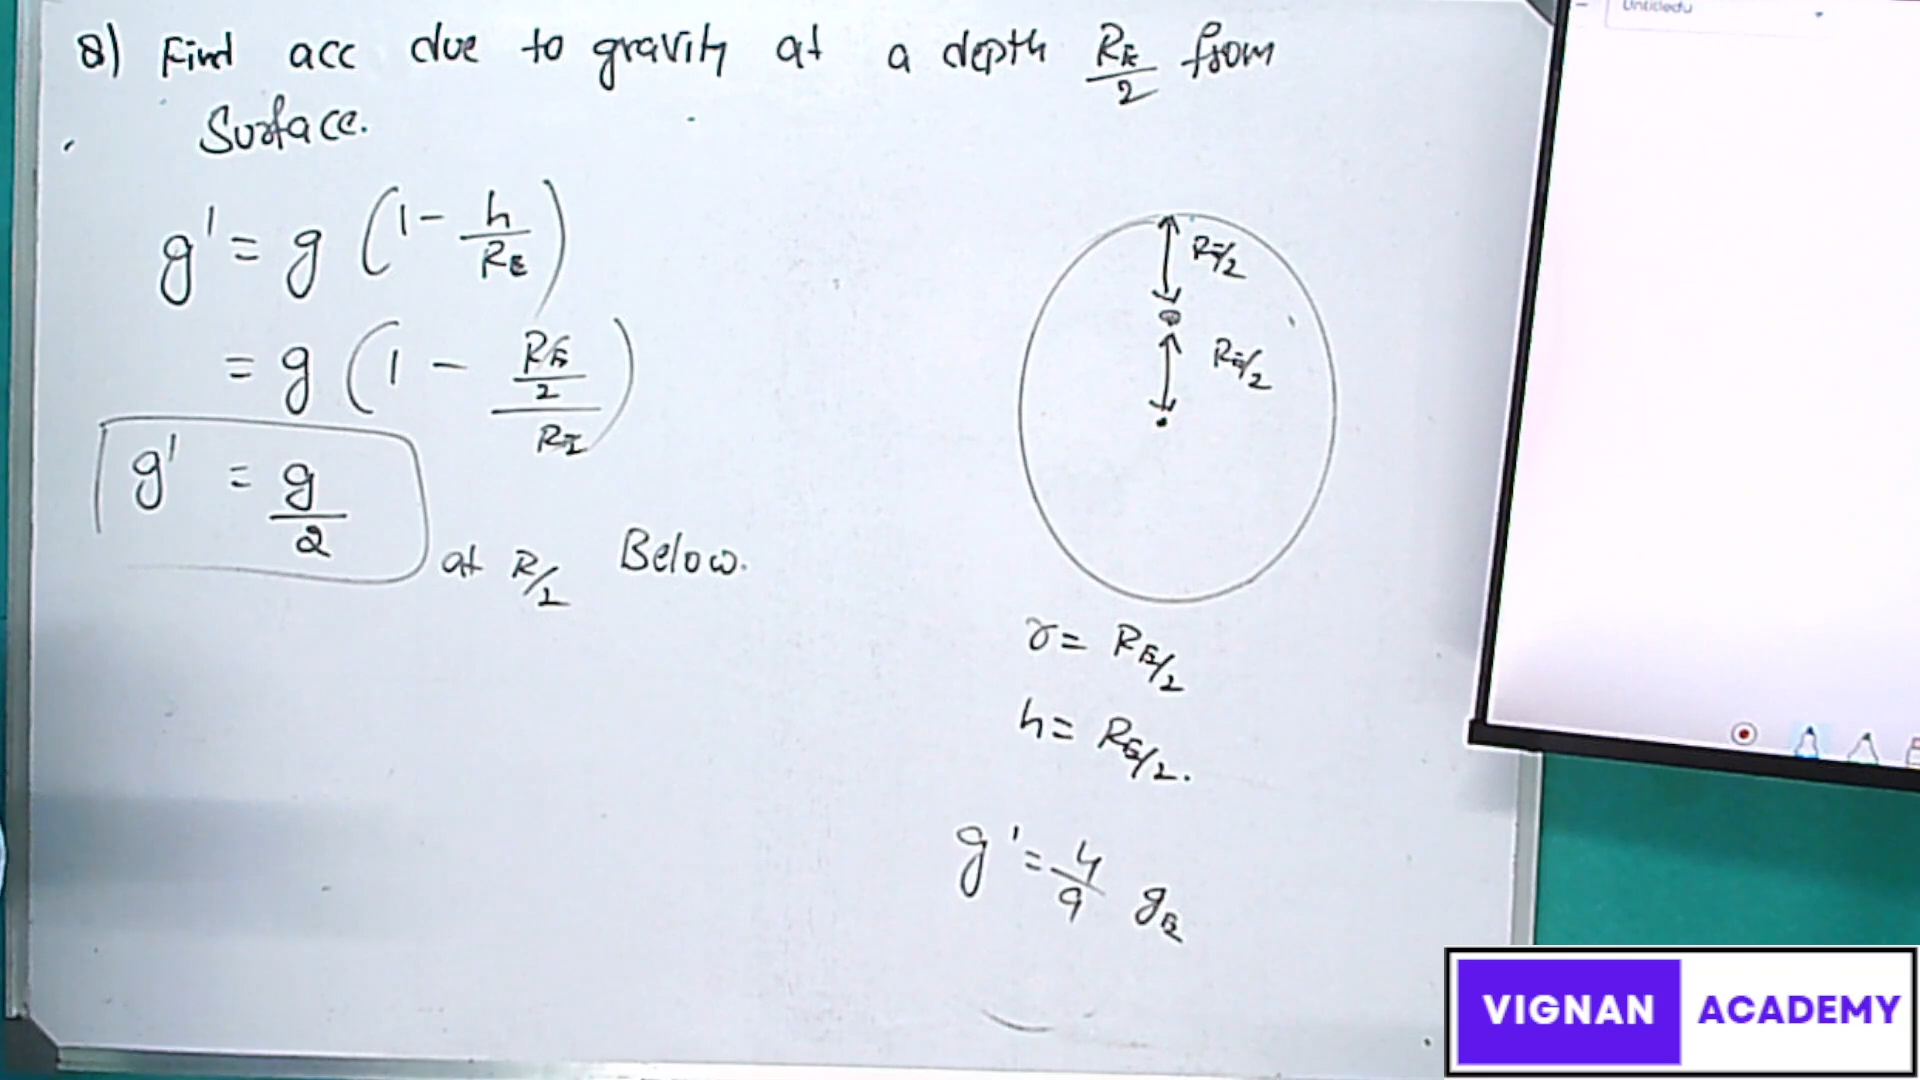 8) Find acc due to gravity at a depth R_E/2 from
Surface.
g' = g (1 - h/R_E)
= g (1 - (R_E/2)/R_E)
g' = g/2 at R/2 Below.
R_E/2
R_E/2
r = R_E/2
h = R_E/2.
g' = 4/9 g_E
Untitled
VIGNAN ACADEMY